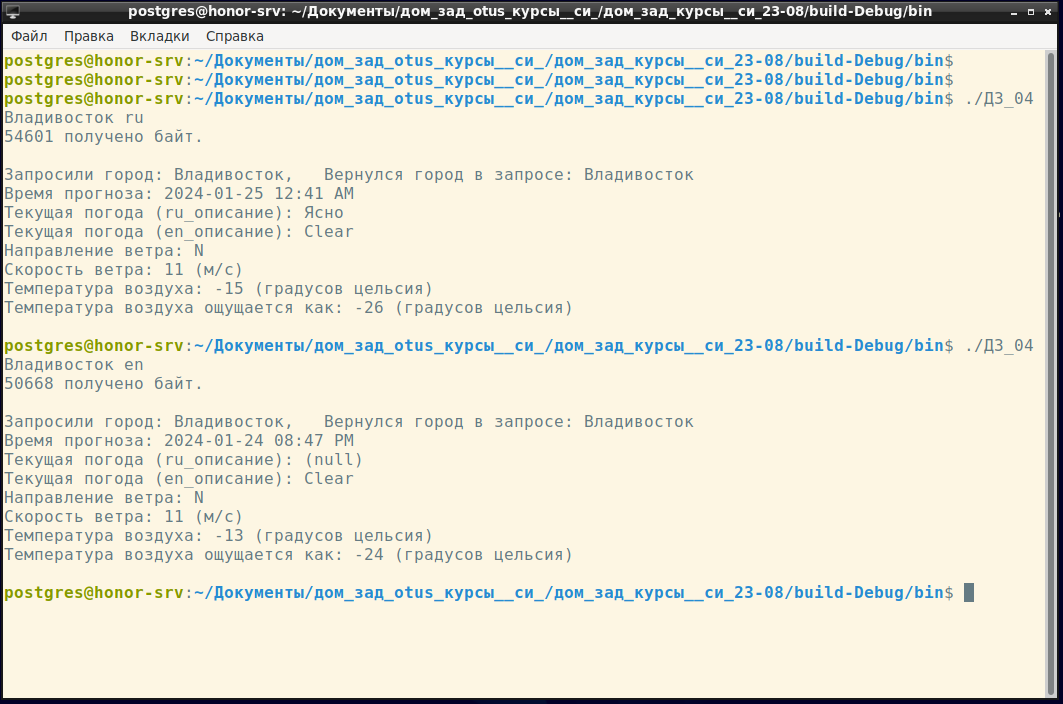 postgres@honor-srv: ~/Документы/дом_зад_otus_курсы__си_/дом_зад_курсы__си_23-08/build-Debug/bin
Файл Правка Вкладки Справка
postgres@honor-srv:~/Документы/дом_зад_otus_курсы__си_/дом_зад_курсы__си_23-08/build-Debug/bin$
postgres@honor-srv:~/Документы/дом_зад_otus_курсы__си_/дом_зад_курсы__си_23-08/build-Debug/bin$
postgres@honor-srv:~/Документы/дом_зад_otus_курсы__си_/дом_зад_курсы__си_23-08/build-Debug/bin$ ./ДЗ_04
Владивосток ru
54601 получено байт.
Запросили город: Владивосток,   Вернулся город в запросе: Владивосток
Время прогноза: 2024-01-25 12:41 AM
Текущая погода (ru_описание): Ясно
Текущая погода (en_описание): Clear
Направление ветра: N
Скорость ветра: 11 (м/с)
Температура воздуха: -15 (градусов цельсия)
Температура воздуха ощущается как: -26 (градусов цельсия)
postgres@honor-srv:~/Документы/дом_зад_otus_курсы__си_/дом_зад_курсы__си_23-08/build-Debug/bin$ ./ДЗ_04
Владивосток en
50668 получено байт.
Запросили город: Владивосток,   Вернулся город в запросе: Владивосток
Время прогноза: 2024-01-24 08:47 PM
Текущая погода (ru_описание): (null)
Текущая погода (en_описание): Clear
Направление ветра: N
Скорость ветра: 11 (м/с)
Температура воздуха: -13 (градусов цельсия)
Температура воздуха ощущается как: -24 (градусов цельсия)
postgres@honor-srv:~/Документы/дом_зад_otus_курсы__си_/дом_зад_курсы__си_23-08/build-Debug/bin$